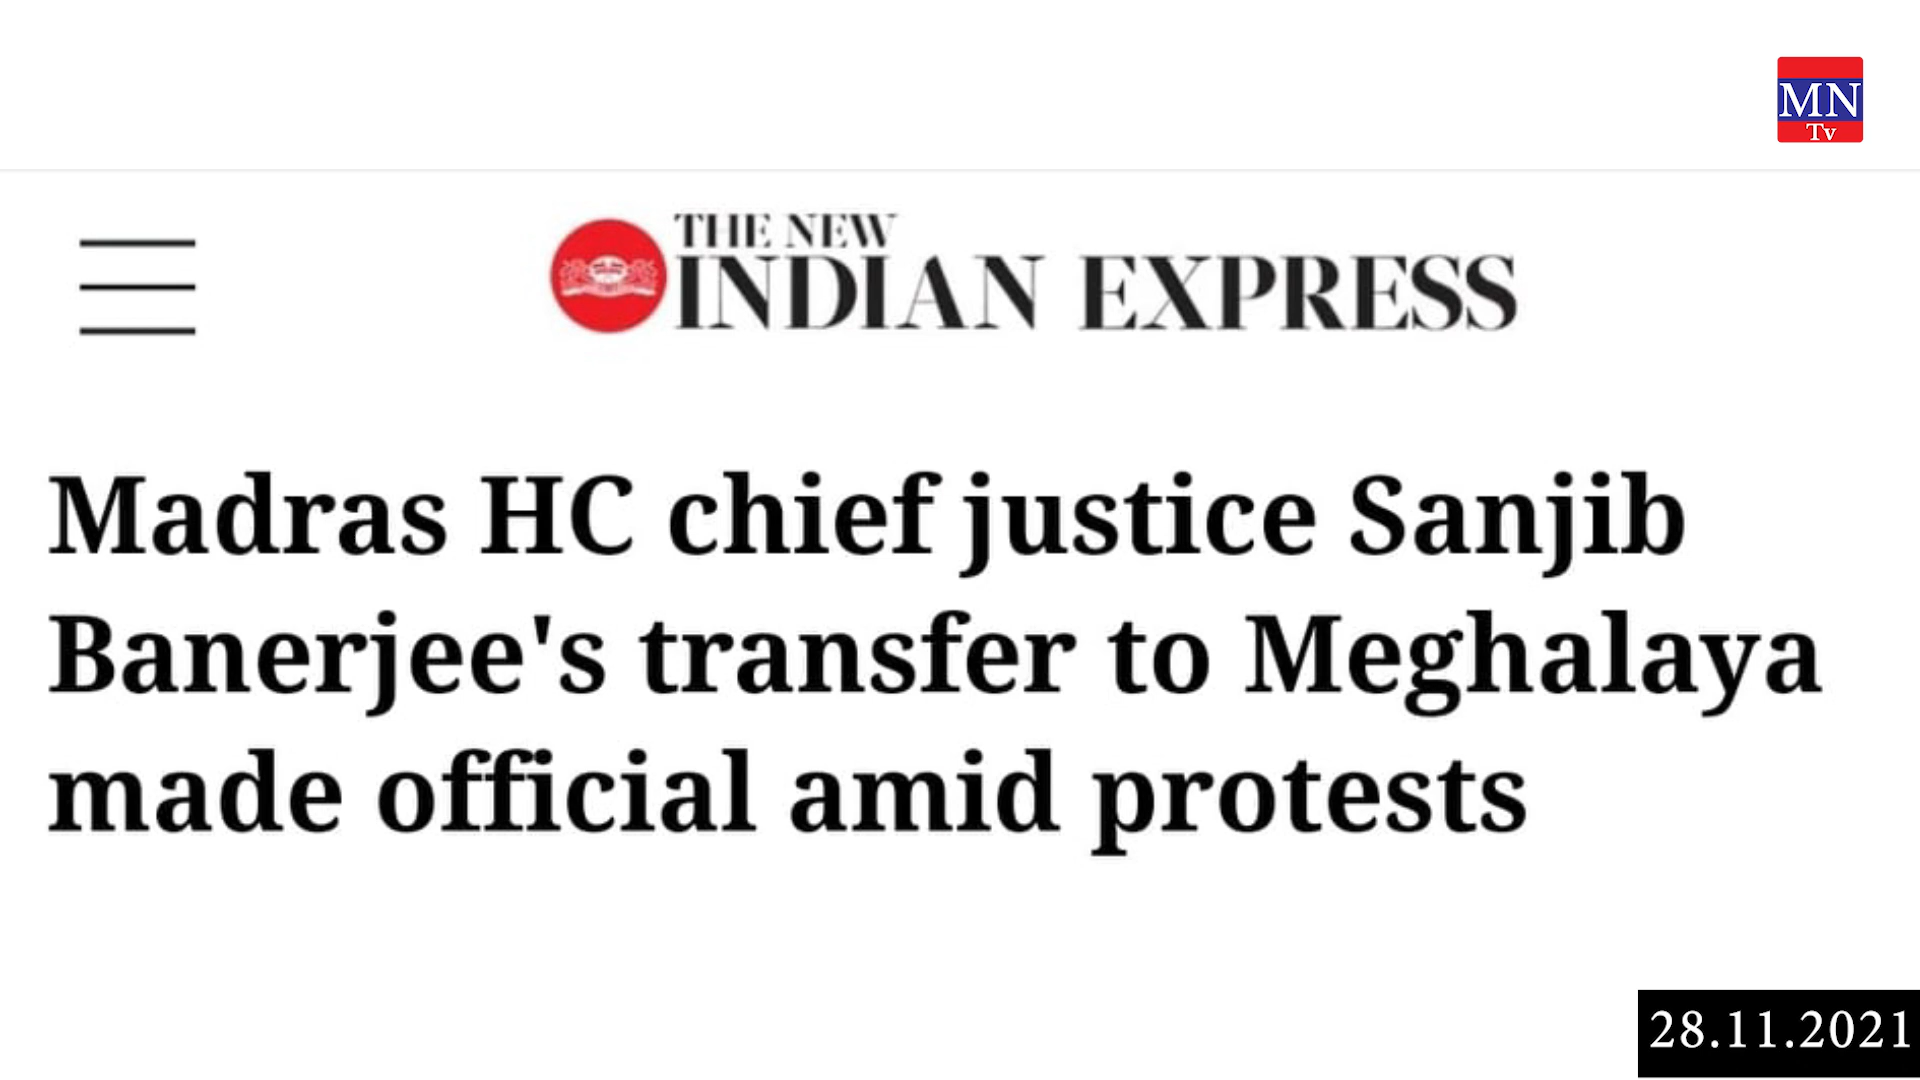 MN
Tv
THE NEW
INDIAN EXPRESS
Madras HC chief justice Sanjib
Banerjee's transfer to Meghalaya
made official amid protests
28.11.2021